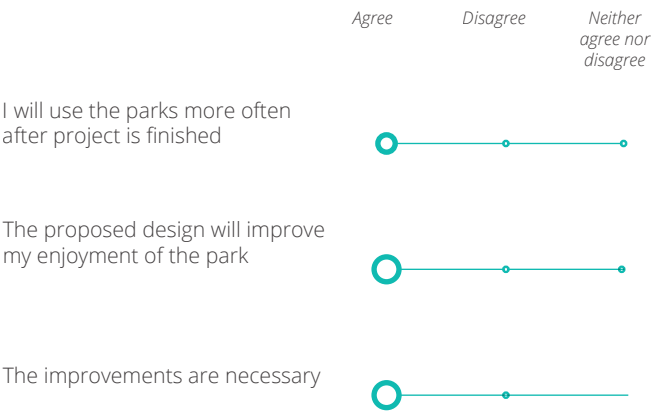 Agree Disagree Neither
agree nor
disagree
I will use the parks more often
after project is finished
The proposed design will improve
my enjoyment of the park
The improvements are necessary